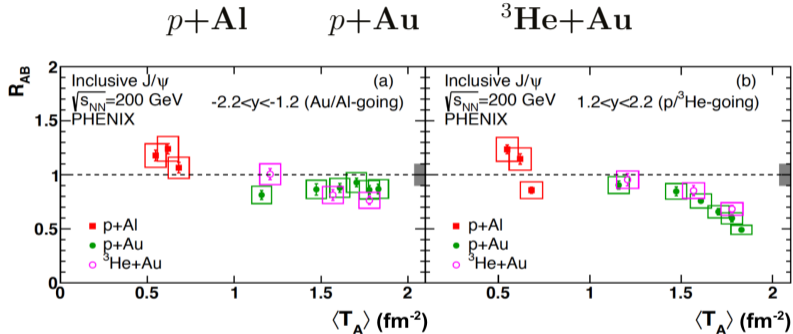 p+Al p+Au ³He+Au
R_AB
2
1.5
1
0.5
0
Inclusive J/ψ
√s_NN=200 GeV
PHENIX
(a)
-2.2<y<-1.2 (Au/Al-going)
p+Al
p+Au
³He+Au
0.5 1 1.5 2
⟨T_A⟩ (fm⁻²)
Inclusive J/ψ
√s_NN=200 GeV
PHENIX
(b)
1.2<y<2.2 (p/³He-going)
p+Al
p+Au
³He+Au
0.5 1 1.5 2
⟨T_A⟩ (fm⁻²)